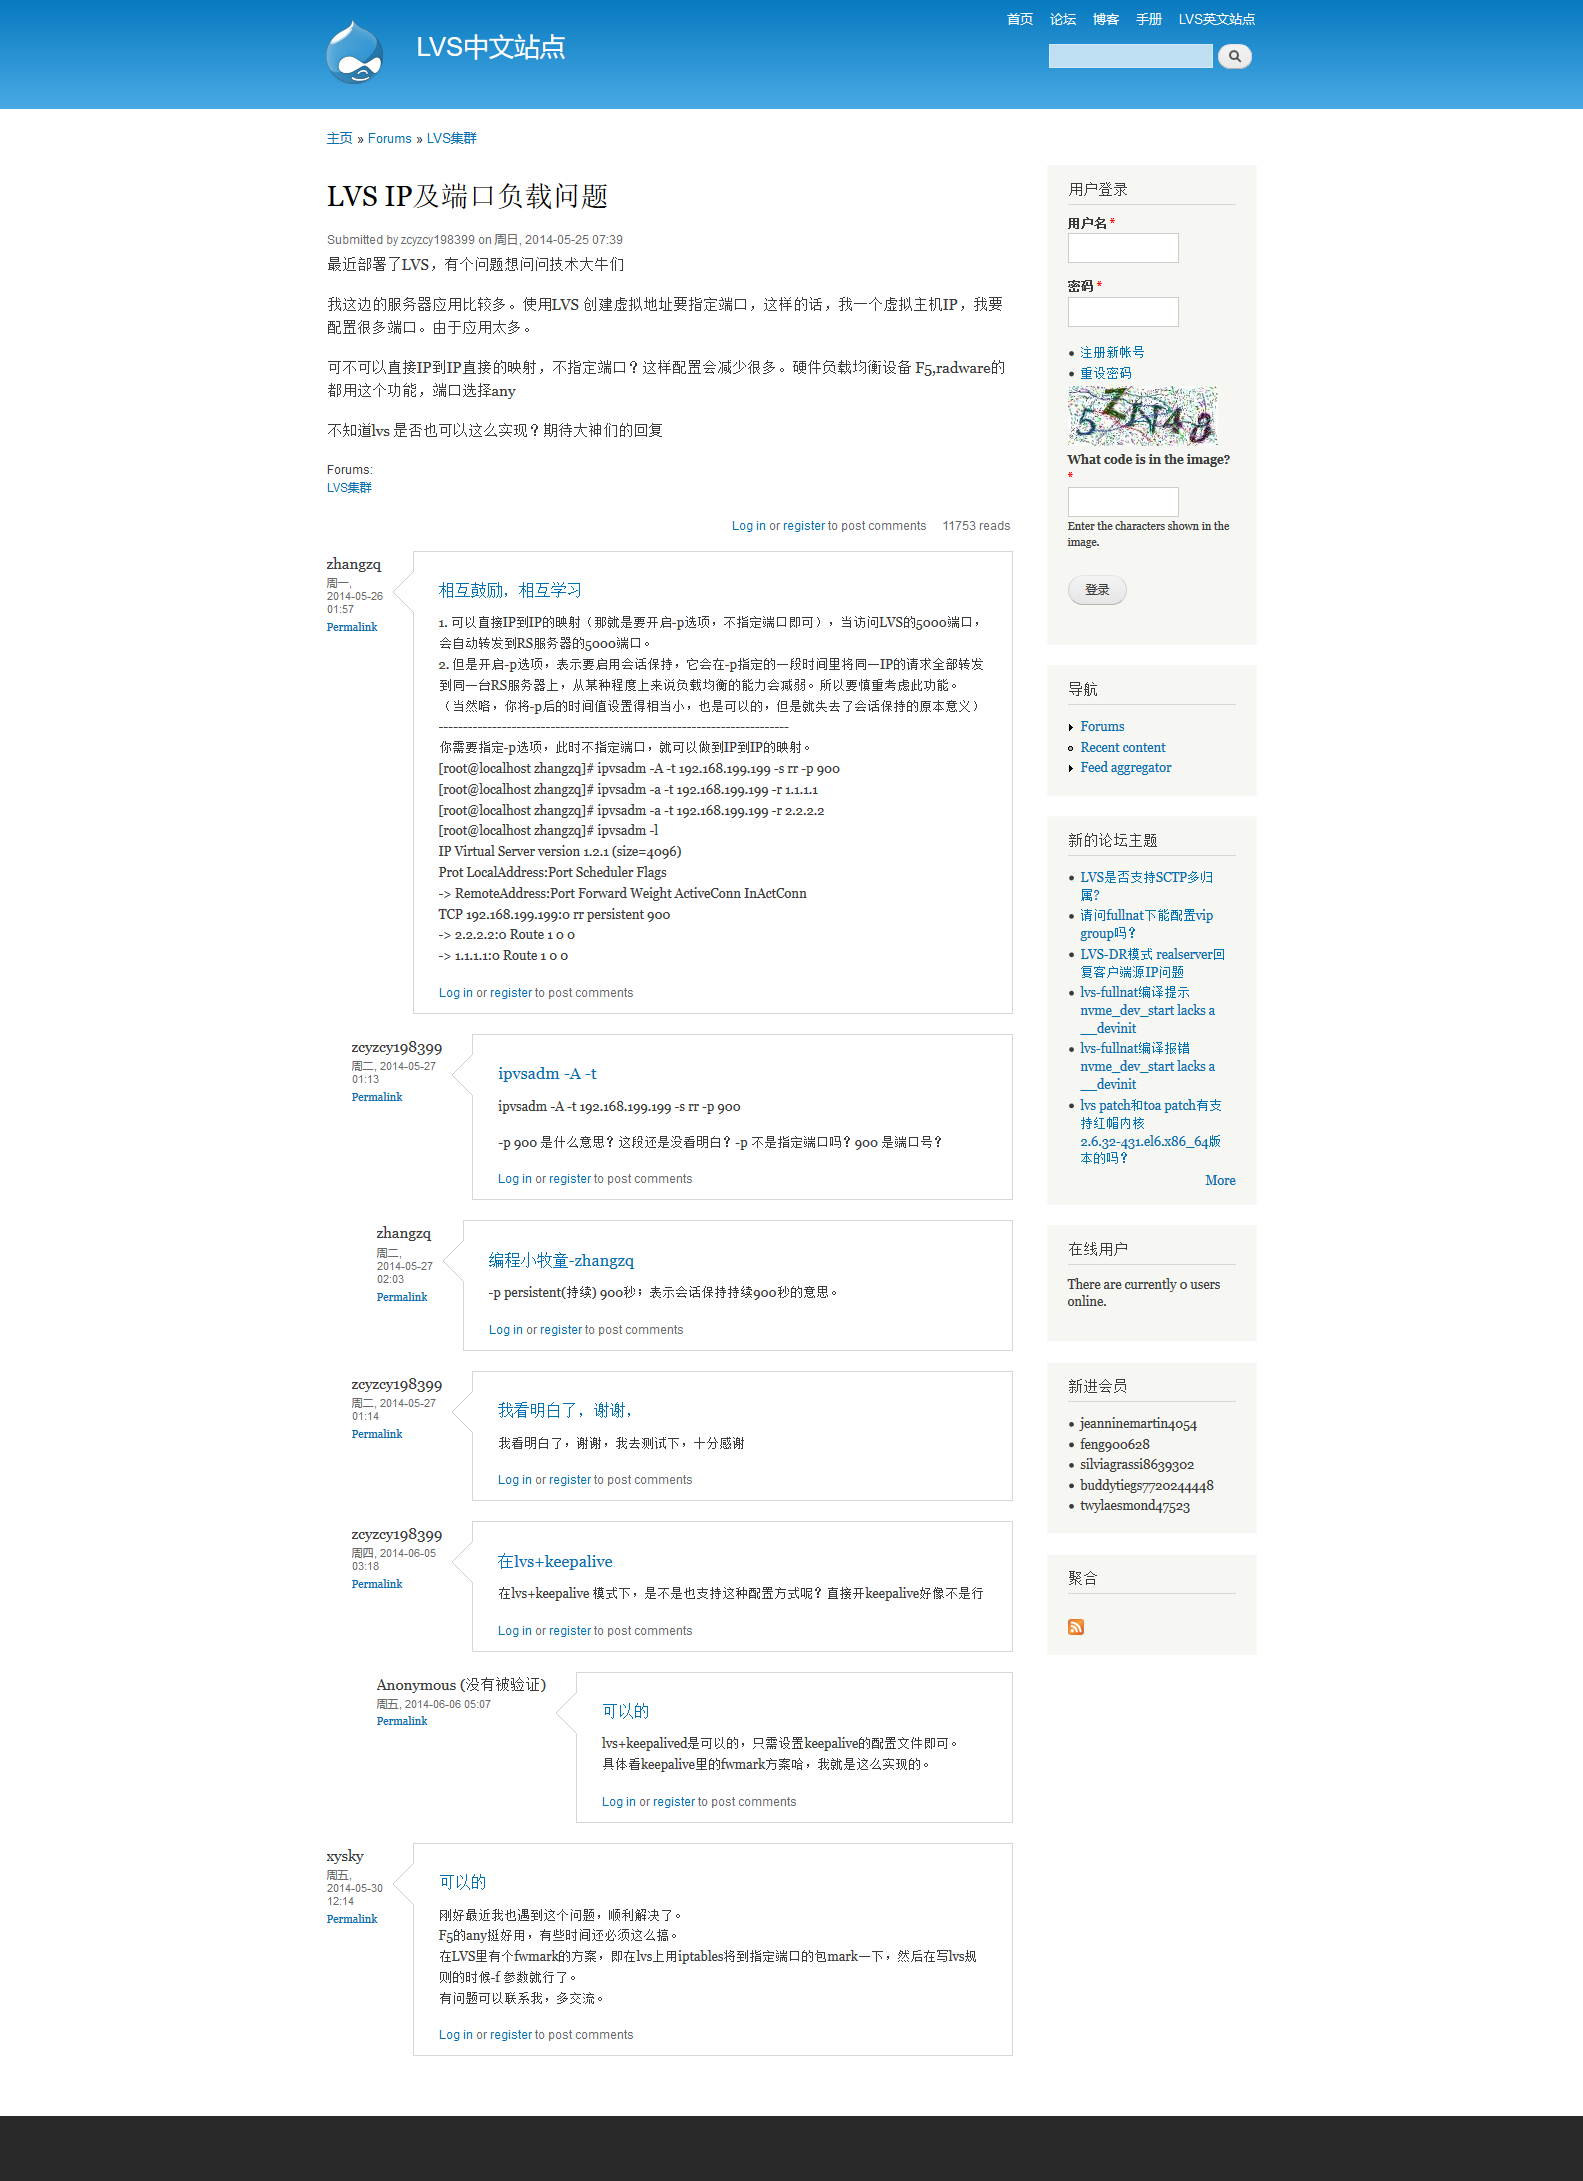 首页 论坛 博客 手册 LVS英文站点
LVS中文站点
主页 » Forums » LVS集群
LVS IP及端口负载问题
Submitted by zcyzcy198399 on 周日, 2014-05-25 07:39
最近部署了LVS，有个问题想问问技术大牛们
我这边的服务器应用比较多。使用LVS 创建虚拟地址要指定端口，这样的话，我一个虚拟主机IP，我要
配置很多端口。由于应用太多。
可不可以直接IP到IP直接的映射，不指定端口？这样配置会减少很多。硬件负载均衡设备 F5,radware的
都用这个功能，端口选择any
不知道lvs 是否也可以这么实现？期待大神们的回复
Forums:
LVS集群
Log in or register to post comments 11753 reads
zhangzq
周一,
2014-05-26
01:57
Permalink
相互鼓励，相互学习
1. 可以直接IP到IP的映射（那就是要开启-p选项，不指定端口即可），当访问LVS的5000端口，
会自动转发到RS服务器的5000端口。
2. 但是开启-p选项，表示要启用会话保持，它会在-p指定的一段时间里将同一IP的请求全部转发
到同一台RS服务器上，从某种程度上来说负载均衡的能力会减弱。所以要慎重考虑此功能。
（当然咯，你将-p后的时间值设置得相当小，也是可以的，但是就失去了会话保持的原本意义）
------------------------------------------------------------------------
你需要指定-p选项，此时不指定端口，就可以做到IP到IP的映射。
[root@localhost zhangzq]# ipvsadm -A -t 192.168.199.199 -s rr -p 900
[root@localhost zhangzq]# ipvsadm -a -t 192.168.199.199 -r 1.1.1.1
[root@localhost zhangzq]# ipvsadm -a -t 192.168.199.199 -r 2.2.2.2
[root@localhost zhangzq]# ipvsadm -l
IP Virtual Server version 1.2.1 (size=4096)
Prot LocalAddress:Port Scheduler Flags
-> RemoteAddress:Port Forward Weight ActiveConn InActConn
TCP 192.168.199.199:0 rr persistent 900
-> 2.2.2.2:0 Route 1 0 0
-> 1.1.1.1:0 Route 1 0 0
Log in or register to post comments
zcyzcy198399
周二, 2014-05-27
01:13
Permalink
ipvsadm -A -t
ipvsadm -A -t 192.168.199.199 -s rr -p 900
-p 900 是什么意思？这段还是没看明白？-p 不是指定端口吗？900 是端口号？
Log in or register to post comments
zhangzq
周二,
2014-05-27
02:03
Permalink
编程小牧童-zhangzq
-p persistent(持续) 900秒；表示会话保持持续900秒的意思。
Log in or register to post comments
zcyzcy198399
周二, 2014-05-27
01:14
Permalink
我看明白了，谢谢，
我看明白了，谢谢，我去测试下，十分感谢
Log in or register to post comments
zcyzcy198399
周四, 2014-06-05
03:18
Permalink
在lvs+keepalive
在lvs+keepalive 模式下，是不是也支持这种配置方式呢？直接开keepalive好像不是行
Log in or register to post comments
Anonymous (没有被验证)
周五, 2014-06-06 05:07
Permalink
可以的
lvs+keepalived是可以的，只需设置keepalive的配置文件即可。
具体看keepalive里的fwmark方案哈，我就是这么实现的。
Log in or register to post comments
xysky
周五,
2014-05-30
12:14
Permalink
可以的
刚好最近我也遇到这个问题，顺利解决了。
F5的any挺好用，有些时间还必须这么搞。
在LVS里有个fwmark的方案，即在lvs上用iptables将到指定端口的包mark一下，然后在写lvs规
则的时候-f 参数就行了。
有问题可以联系我，多交流。
Log in or register to post comments
用户登录
用户名 *
密码 *
注册新帐号
重设密码
What code is in the image?
*
Enter the characters shown in the
image.
登录
导航
Forums
Recent content
Feed aggregator
新的论坛主题
LVS是否支持SCTP多归
属?
请问fullnat下能配置vip
group吗？
LVS-DR模式 realserver回
复客户端源IP问题
lvs-fullnat编译提示
nvme_dev_start lacks a
__devinit
lvs-fullnat编译报错
nvme_dev_start lacks a
__devinit
lvs patch和toa patch有支
持红帽内核
2.6.32-431.el6.x86_64版
本的吗？
More
在线用户
There are currently 0 users
online.
新进会员
jeanninemartin4054
feng900628
silviagrassi8639302
buddytiegs7720244448
twylaesmond47523
聚合